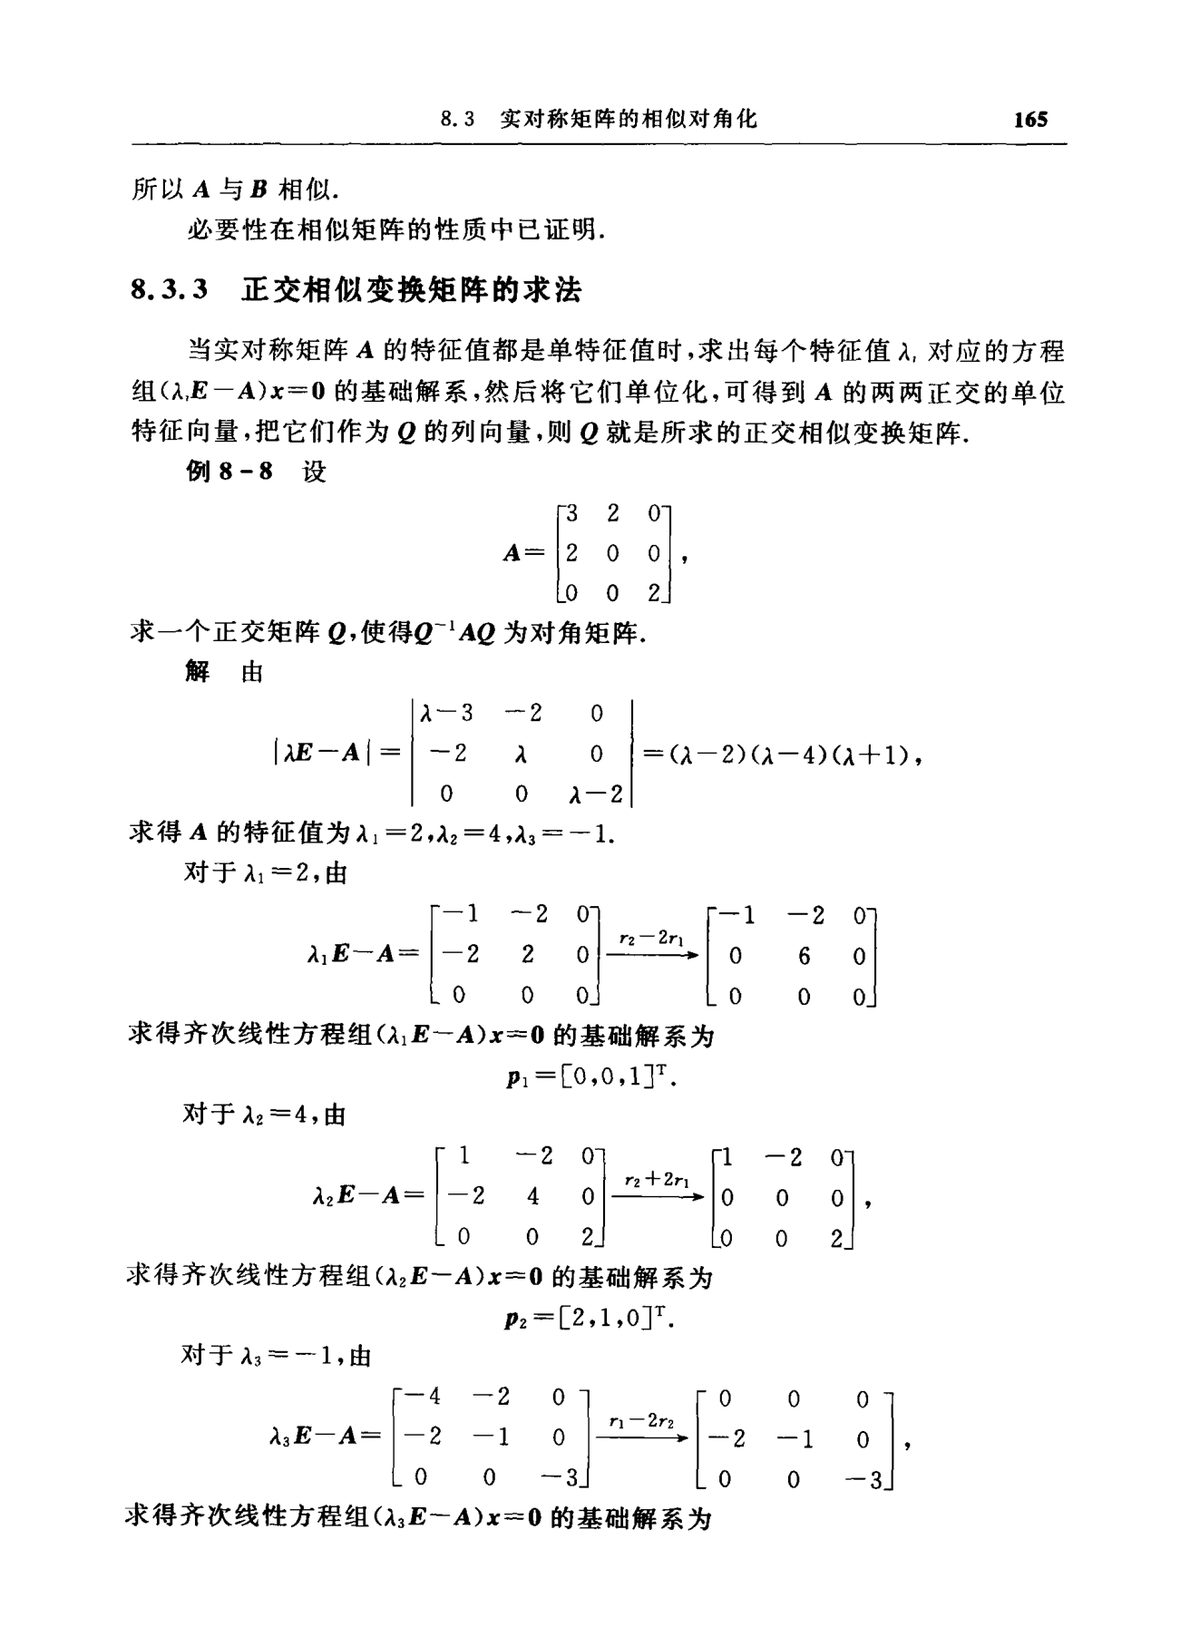 8.3 实对称矩阵的相似对角化 165
所以 A 与 B 相似.
必要性在相似矩阵的性质中已证明.
8.3.3 正交相似变换矩阵的求法
当实对称矩阵 A 的特征值都是单特征值时,求出每个特征值 λᵢ 对应的方程
组(λᵢE－A)x＝0 的基础解系,然后将它们单位化,可得到 A 的两两正交的单位
特征向量,把它们作为 Q 的列向量,则 Q 就是所求的正交相似变换矩阵.
例 8-8 设
A＝[3 2 0
2 0 0
0 0 2],
求一个正交矩阵 Q,使得Q⁻¹AQ 为对角矩阵.
解 由
|λE－A|＝|λ－3 －2 0
－2 λ 0
0 0 λ－2|＝(λ－2)(λ－4)(λ＋1),
求得 A 的特征值为 λ₁＝2,λ₂＝4,λ₃＝－1.
对于 λ₁＝2,由
λ₁E－A＝[－1 －2 0
－2 2 0
0 0 0] r₂－2r₁→ [－1 －2 0
0 6 0
0 0 0]
求得齐次线性方程组(λ₁E－A)x＝0 的基础解系为
p₁＝[0,0,1]ᵀ.
对于 λ₂＝4,由
λ₂E－A＝[1 －2 0
－2 4 0
0 0 2] r₂＋2r₁→ [1 －2 0
0 0 0
0 0 2],
求得齐次线性方程组(λ₂E－A)x＝0 的基础解系为
p₂＝[2,1,0]ᵀ.
对于 λ₃＝－1,由
λ₃E－A＝[－4 －2 0
－2 －1 0
0 0 －3] r₁－2r₂→ [0 0 0
－2 －1 0
0 0 －3],
求得齐次线性方程组(λ₃E－A)x＝0 的基础解系为